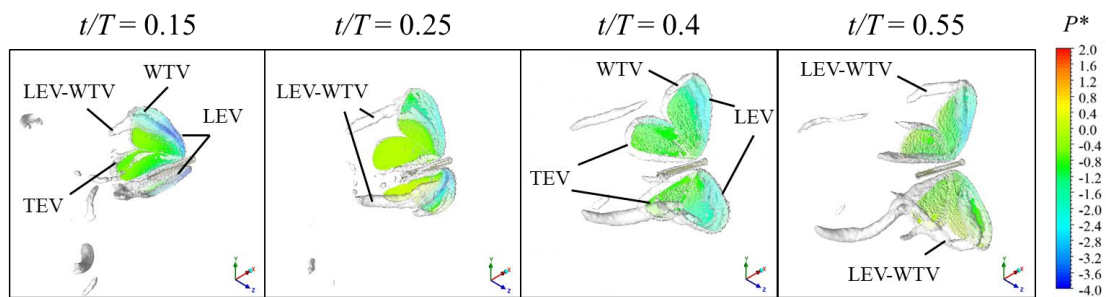 t/T = 0.15
t/T = 0.25
t/T = 0.4
t/T = 0.55
P*
WTV
LEV-WTV
LEV
TEV
LEV-WTV
WTV
LEV
TEV
LEV-WTV
LEV-WTV
2.0
1.6
1.2
0.8
0.4
0.0
-0.4
-0.8
-1.2
-1.6
-2.0
-2.4
-2.8
-3.2
-3.6
-4.0
Y
X
Z
Y
X
Z
Y
X
Z
Y
X
Z